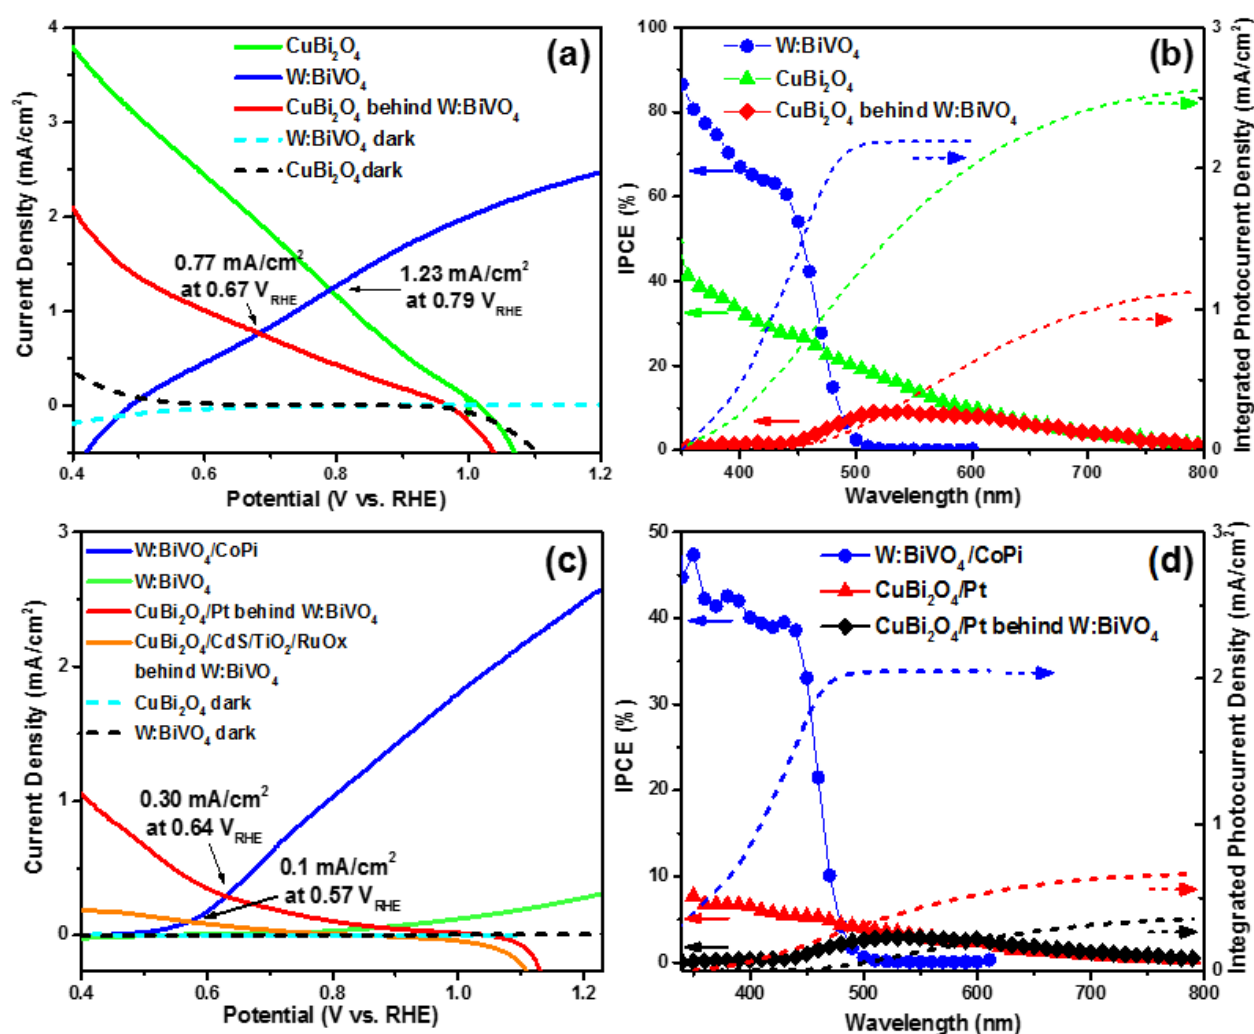 (a)
CuBi₂O₄
W:BiVO₄
CuBi₂O₄ behind W:BiVO₄
W:BiVO₄ dark
CuBi₂O₄dark
0.77 mA/cm²
at 0.67 V_RHE
1.23 mA/cm²
at 0.79 V_RHE
Current Density (mA/cm²)
4
3
2
1
0
0.4 0.6 0.8 1.0 1.2
Potential (V vs. RHE)
(b)
W:BiVO₄
CuBi₂O₄
CuBi₂O₄ behind W:BiVO₄
IPCE (%)
100
80
60
40
20
0
400 500 600 700 800
Wavelength (nm)
3
2
1
0
Integrated Photocurrent Density (mA/cm²)
(c)
W:BiVO₄/CoPi
W:BiVO₄
CuBi₂O₄/Pt behind W:BiVO₄
CuBi₂O₄/CdS/TiO₂/RuOx
behind W:BiVO₄
CuBi₂O₄ dark
W:BiVO₄ dark
0.30 mA/cm²
at 0.64 V_RHE
0.1 mA/cm²
at 0.57 V_RHE
Current Density (mA/cm²)
3
2
1
0
0.4 0.6 0.8 1.0 1.2
Potential (V vs. RHE)
(d)
W:BiVO₄/CoPi
CuBi₂O₄/Pt
CuBi₂O₄/Pt behind W:BiVO₄
IPCE (%)
50
40
30
20
10
0
400 500 600 700 800
Wavelength (nm)
3
2
1
0
Integrated Photocurrent Density (mA/cm²)